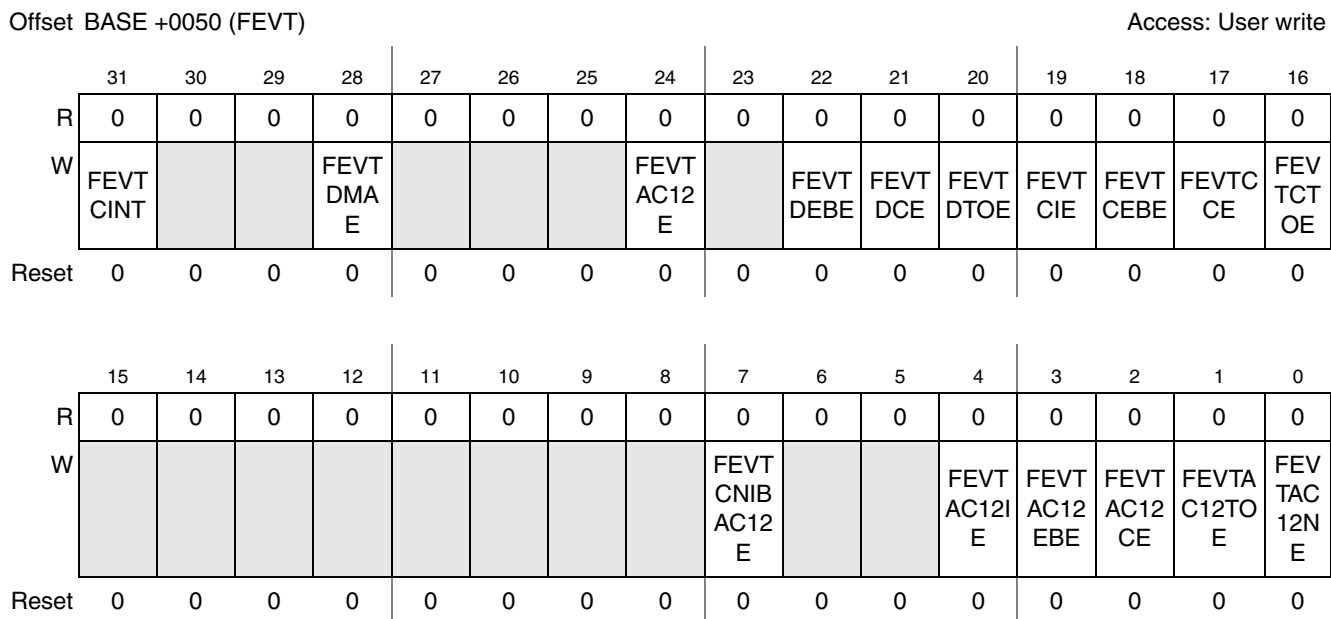 Offset BASE +0050 (FEVT) Access: User write
31 30 29 28 27 26 25 24 23 22 21 20 19 18 17 16
R 0 0 0 0 0 0 0 0 0 0 0 0 0 0 0 0
W FEVT CINT FEVT DMA E FEVT AC12 E FEVT DEBE FEVT DCE FEVT DTOE FEVT CIE FEVT CEBE FEVTC CE FEV TCT OE
Reset 0 0 0 0 0 0 0 0 0 0 0 0 0 0 0 0
15 14 13 12 11 10 9 8 7 6 5 4 3 2 1 0
R 0 0 0 0 0 0 0 0 0 0 0 0 0 0 0 0
W FEVT CNIB AC12 E FEVT AC12I E FEVT AC12 EBE FEVT AC12 CE FEVTA C12TO E FEV TAC 12N E
Reset 0 0 0 0 0 0 0 0 0 0 0 0 0 0 0 0